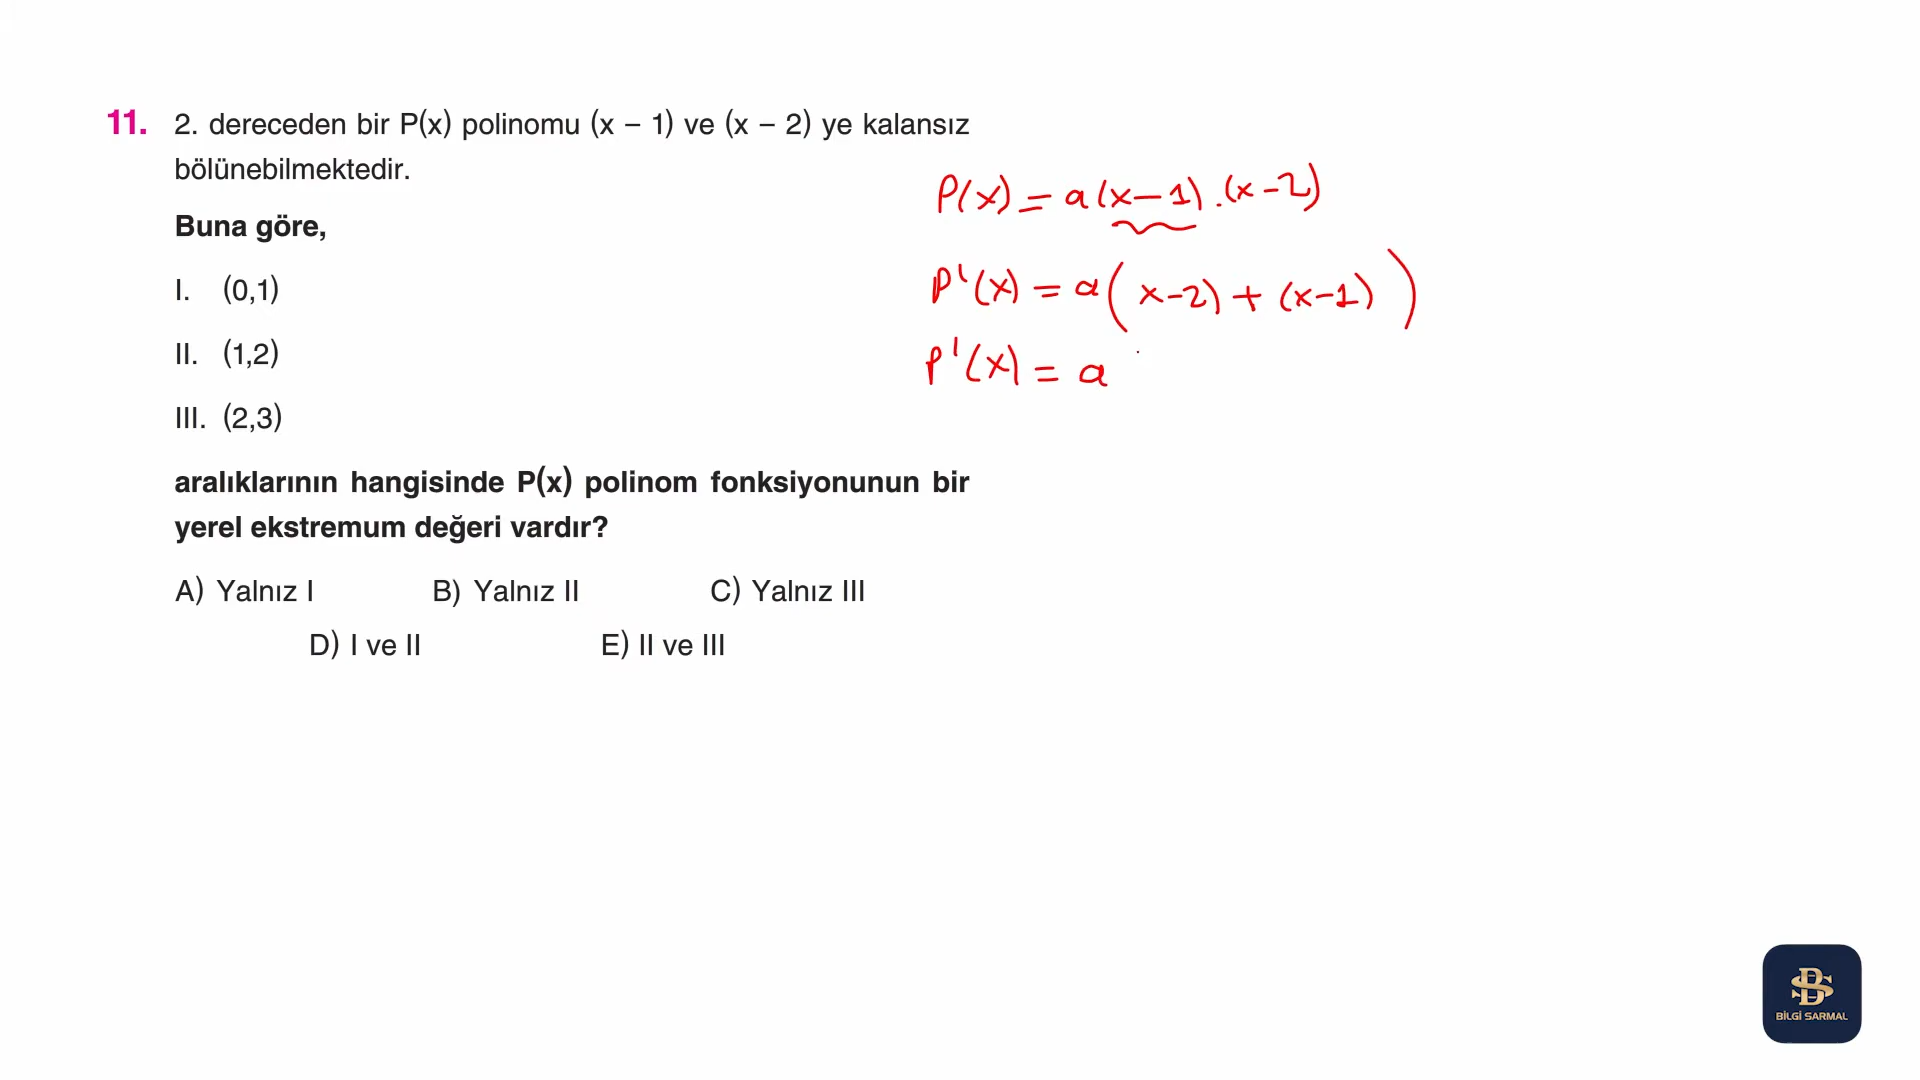 11. 2. dereceden bir P(x) polinomu (x – 1) ve (x – 2) ye kalansız
bölünebilmektedir.
Buna göre,
I. (0,1)
II. (1,2)
III. (2,3)
aralıklarının hangisinde P(x) polinom fonksiyonunun bir
yerel ekstremum değeri vardır?
A) Yalnız I B) Yalnız II C) Yalnız III
D) I ve II E) II ve III
P(x) = a(x-1).(x-2)
P'(x) = a(x-2)+(x-1))
P'(x) = a
BİLGİ SARMAL